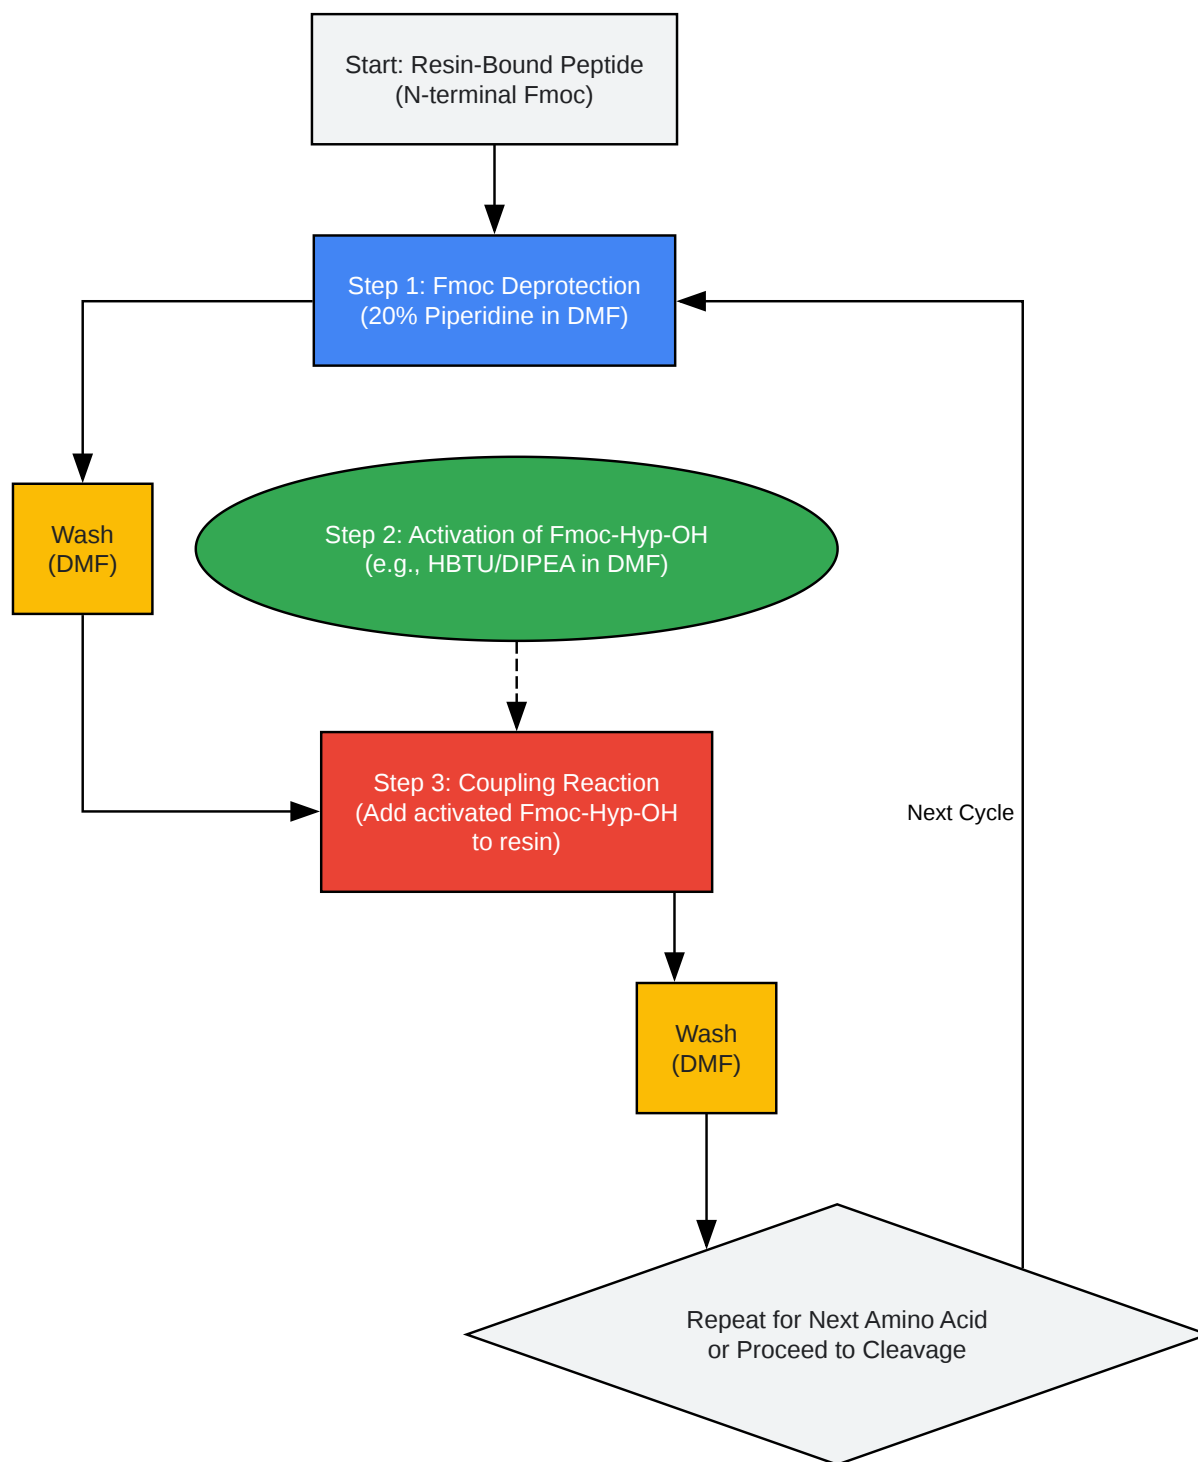 Start: Resin-Bound Peptide
(N-terminal Fmoc)
Step 1: Fmoc Deprotection
(20% Piperidine in DMF)
Wash
(DMF)
Step 2: Activation of Fmoc-Hyp-OH
(e.g., HBTU/DIPEA in DMF)
Step 3: Coupling Reaction
(Add activated Fmoc-Hyp-OH
to resin)
Next Cycle
Wash
(DMF)
Repeat for Next Amino Acid
or Proceed to Cleavage